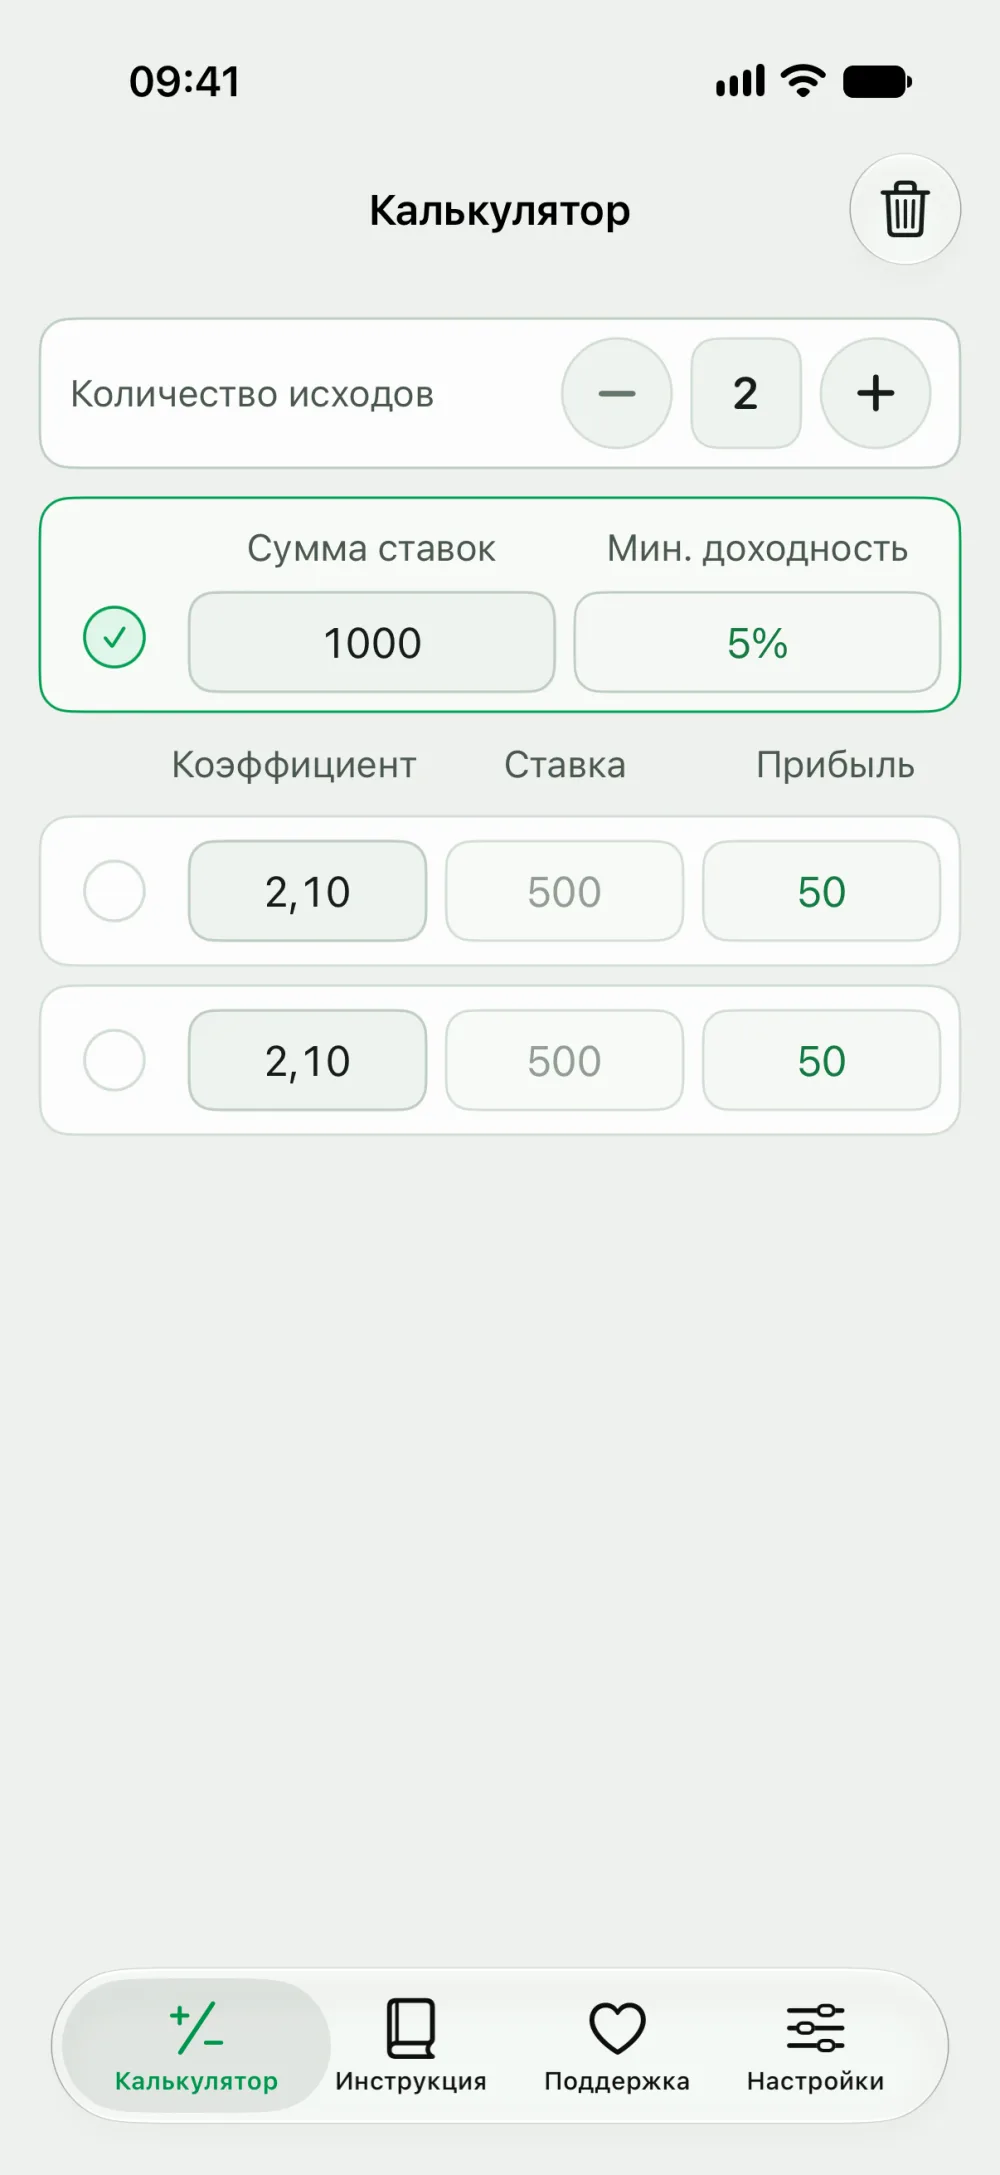 09:41
Калькулятор
Количество исходов
2
Сумма ставок Мин. доходность
1000 5%
Коэффициент Ставка Прибыль
2,10 500 50
2,10 500 50
Калькулятор Инструкция Поддержка Настройки